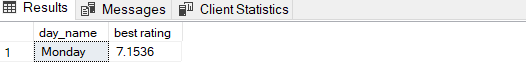 Results Messages Client Statistics
day_name best rating
1 Monday 7.1536